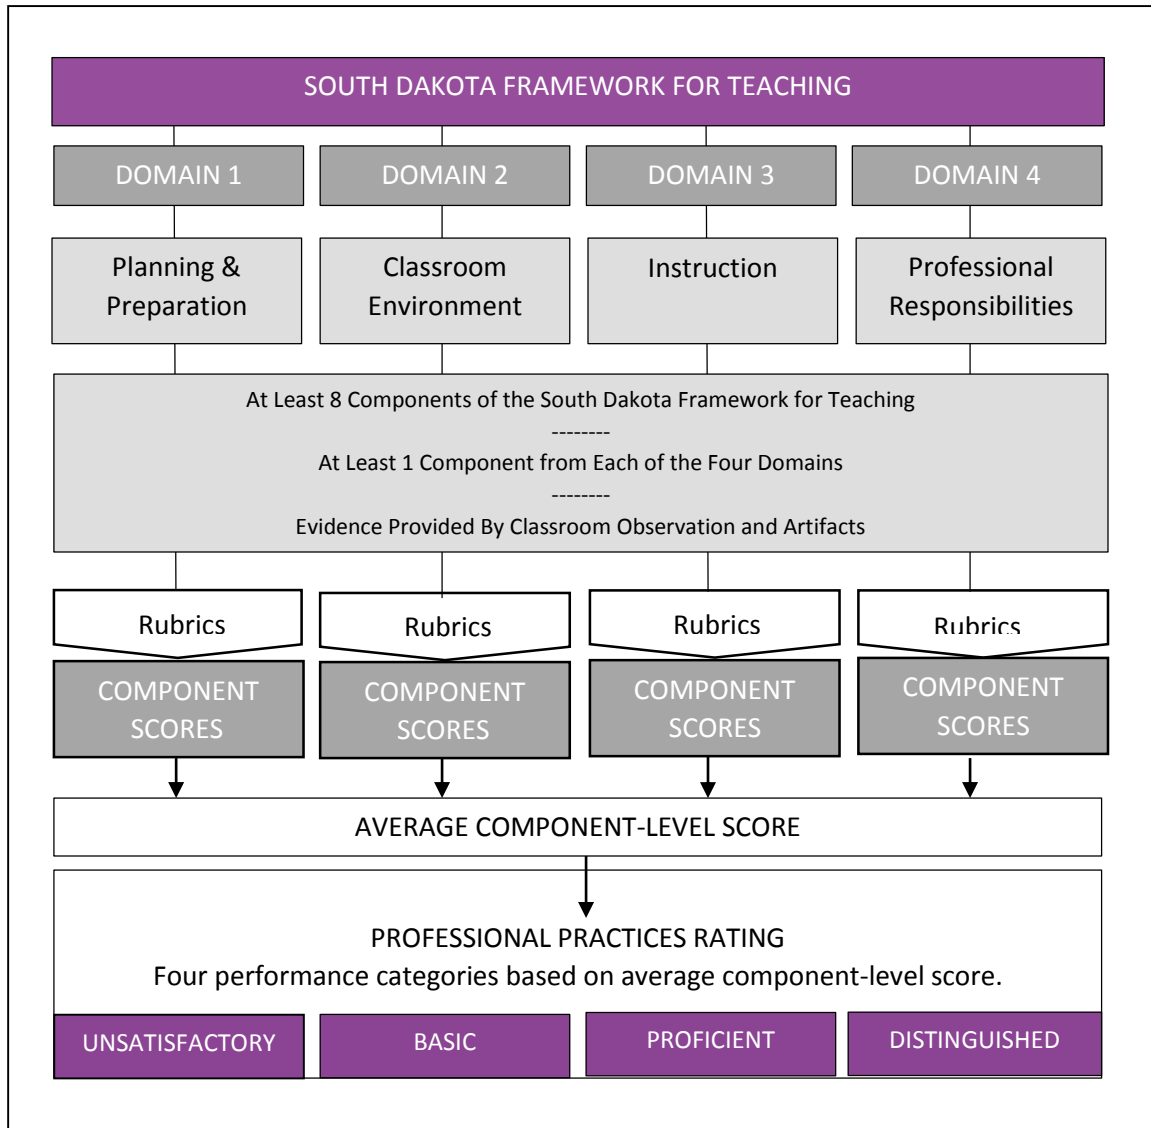 SOUTH DAKOTA FRAMEWORK FOR TEACHING
DOMAIN 1
DOMAIN 2
DOMAIN 3
DOMAIN 4
Planning &
Preparation
Classroom
Environment
Instruction
Professional
Responsibilities
At Least 8 Components of the South Dakota Framework for Teaching
--------
At Least 1 Component from Each of the Four Domains
--------
Evidence Provided By Classroom Observation and Artifacts
Rubrics
Rubrics
Rubrics
Rubrics
COMPONENT
SCORES
COMPONENT
SCORES
COMPONENT
SCORES
COMPONENT
SCORES
AVERAGE COMPONENT-LEVEL SCORE
PROFESSIONAL PRACTICES RATING
Four performance categories based on average component-level score.
UNSATISFACTORY
BASIC
PROFICIENT
DISTINGUISHED